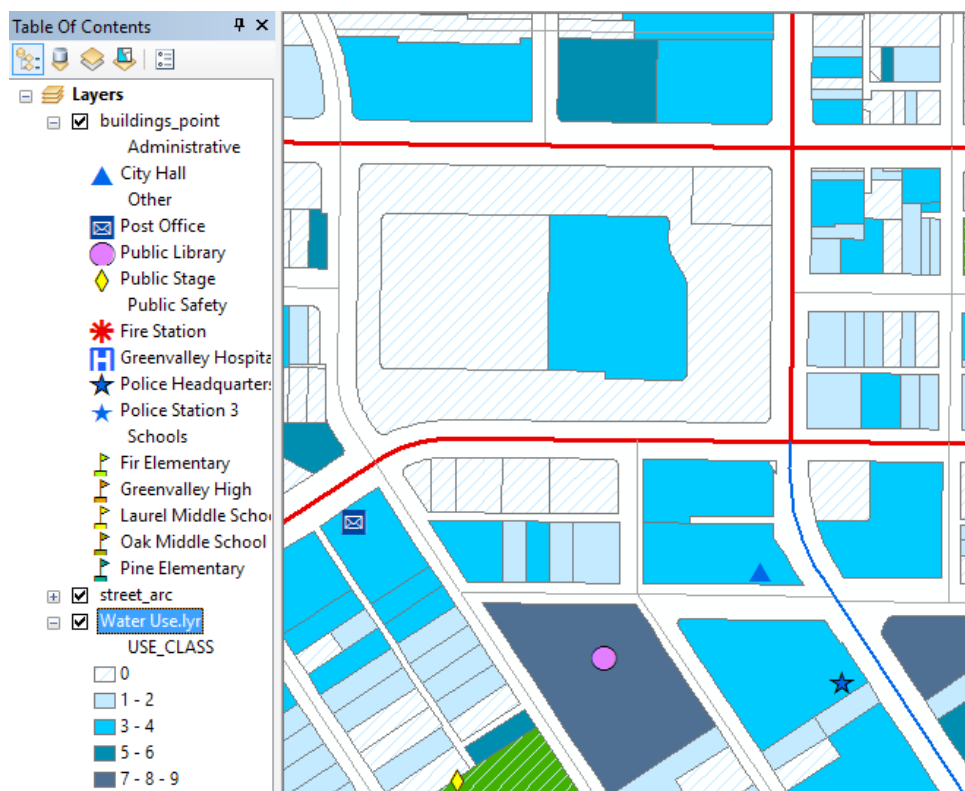 Table Of Contents
Layers
buildings_point
Administrative
City Hall
Other
Post Office
Public Library
Public Stage
Public Safety
Fire Station
Greenvalley Hospita
Police Headquarter
Police Station 3
Schools
Fir Elementary
Greenvalley High
Laurel Middle Schoo
Oak Middle School
Pine Elementary
street_arc
Water Use.lyr
USE_CLASS
0
1 - 2
3 - 4
5 - 6
7 - 8 - 9